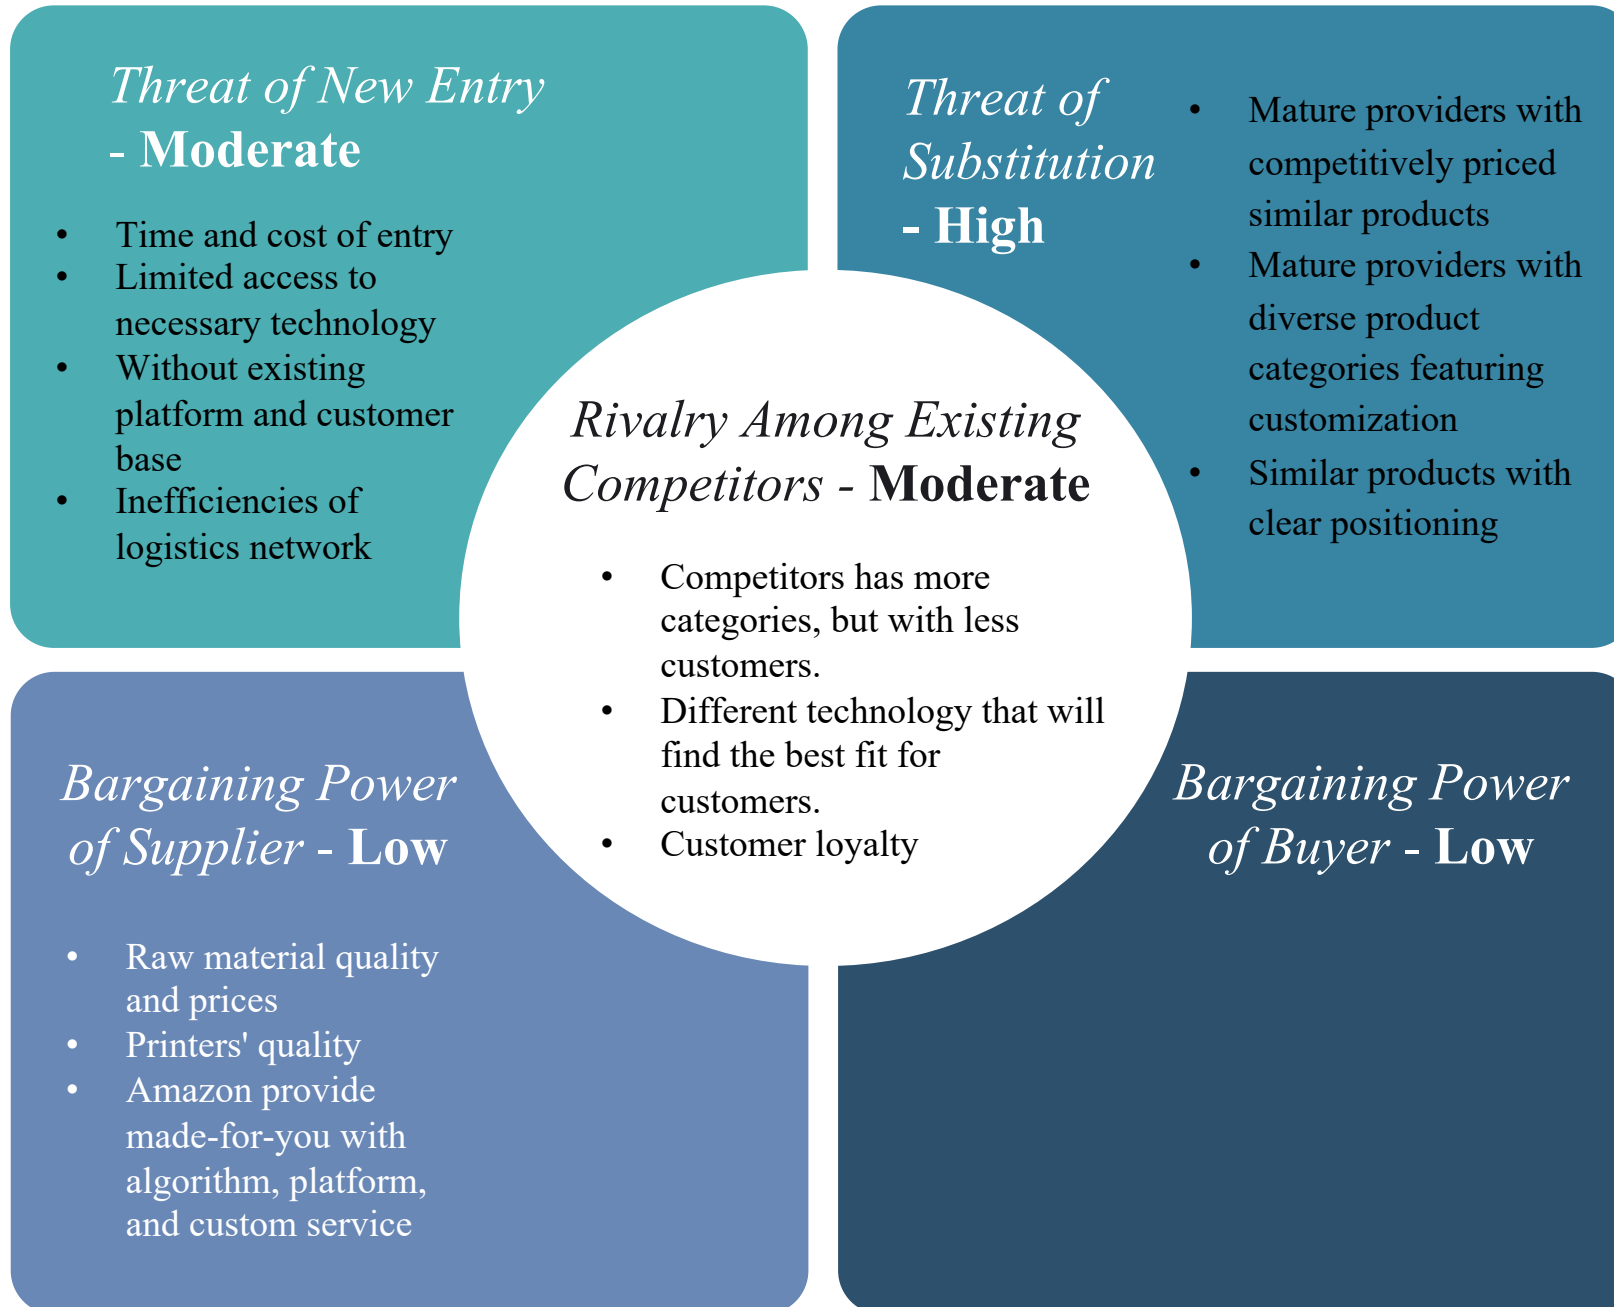 Threat of New Entry
- Moderate
• Time and cost of entry
• Limited access to
necessary technology
• Without existing
platform and customer
base
• Inefficiencies of
logistics network
Threat of
Substitution
- High
• Mature providers with
competitively priced
similar products
• Mature providers with
diverse product
categories featuring
customization
• Similar products with
clear positioning
Rivalry Among Existing
Competitors - Moderate
• Competitors has more
categories, but with less
customers.
• Different technology that will
find the best fit for
customers.
• Customer loyalty
Bargaining Power
of Supplier - Low
• Raw material quality
and prices
• Printers' quality
• Amazon provide
made-for-you with
algorithm, platform,
and custom service
Bargaining Power
of Buyer - Low